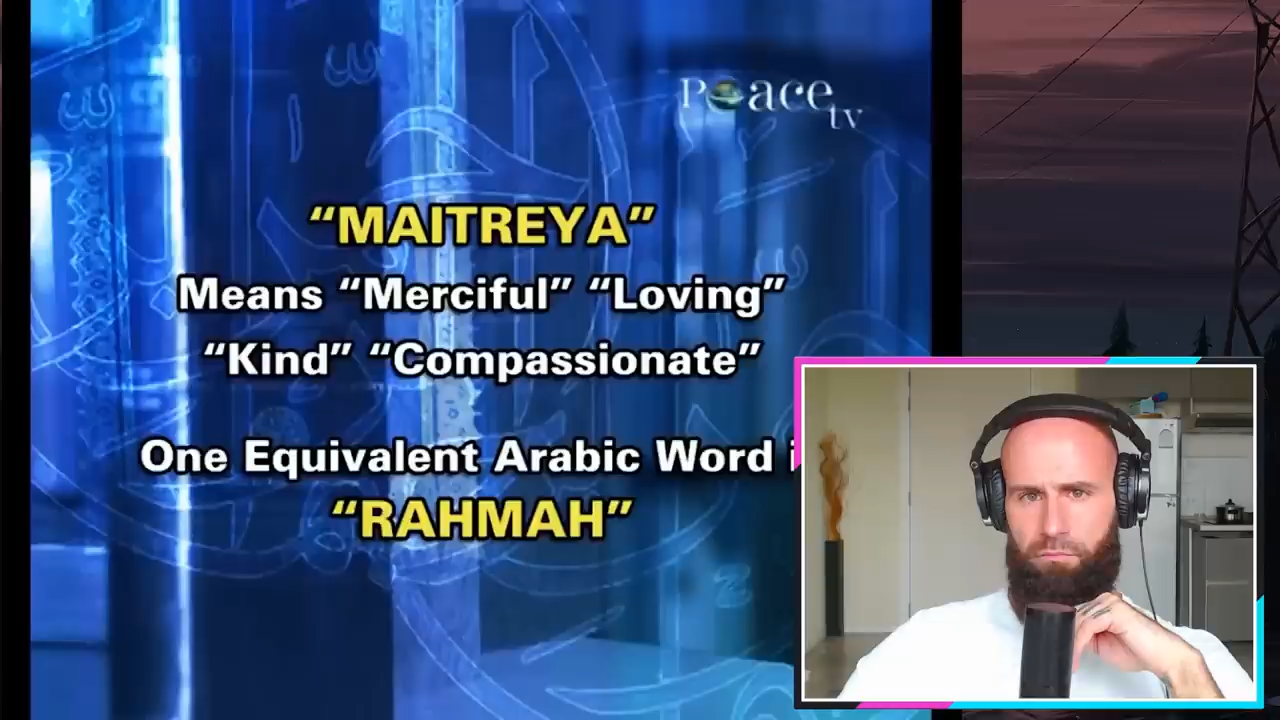 Peace
tv
“MAITREYA”
Means “Merciful” “Loving”
“Kind” “Compassionate”
One Equivalent Arabic Word i
“RAHMAH”